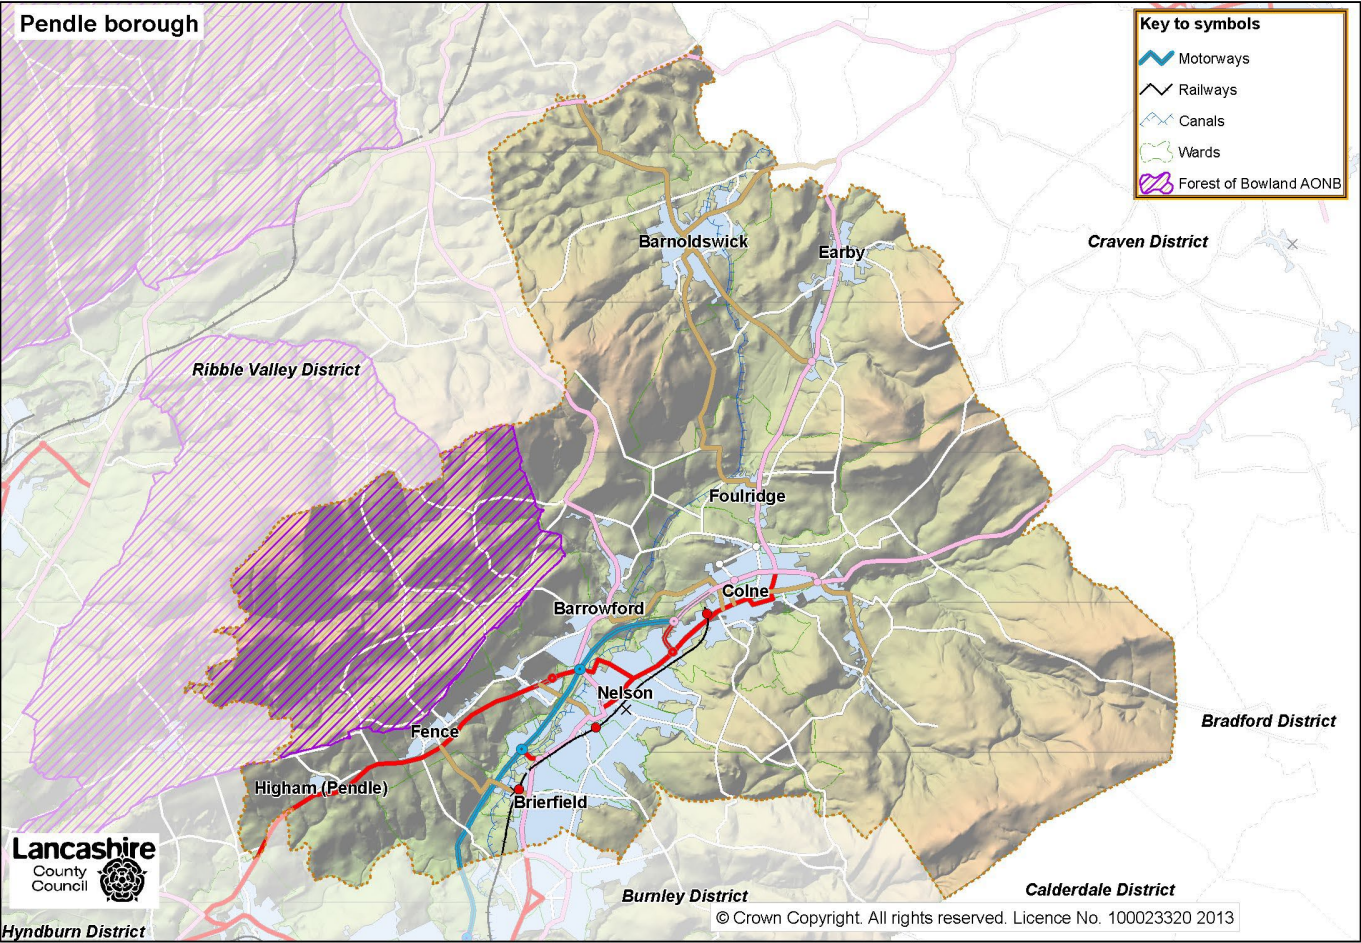 Pendle borough
Key to symbols
Motorways
Railways
Canals
Wards
Forest of Bowland AONB
Craven District
Barnoldswick
Earby
Ribble Valley District
Foulridge
Colne
Barrowford
Nelson
Bradford District
Fence
Higham (Pendle)
Brierfield
Lancashire
County
Council
Burnley District
Calderdale District
© Crown Copyright. All rights reserved. Licence No. 100023320 2013
Hyndburn District